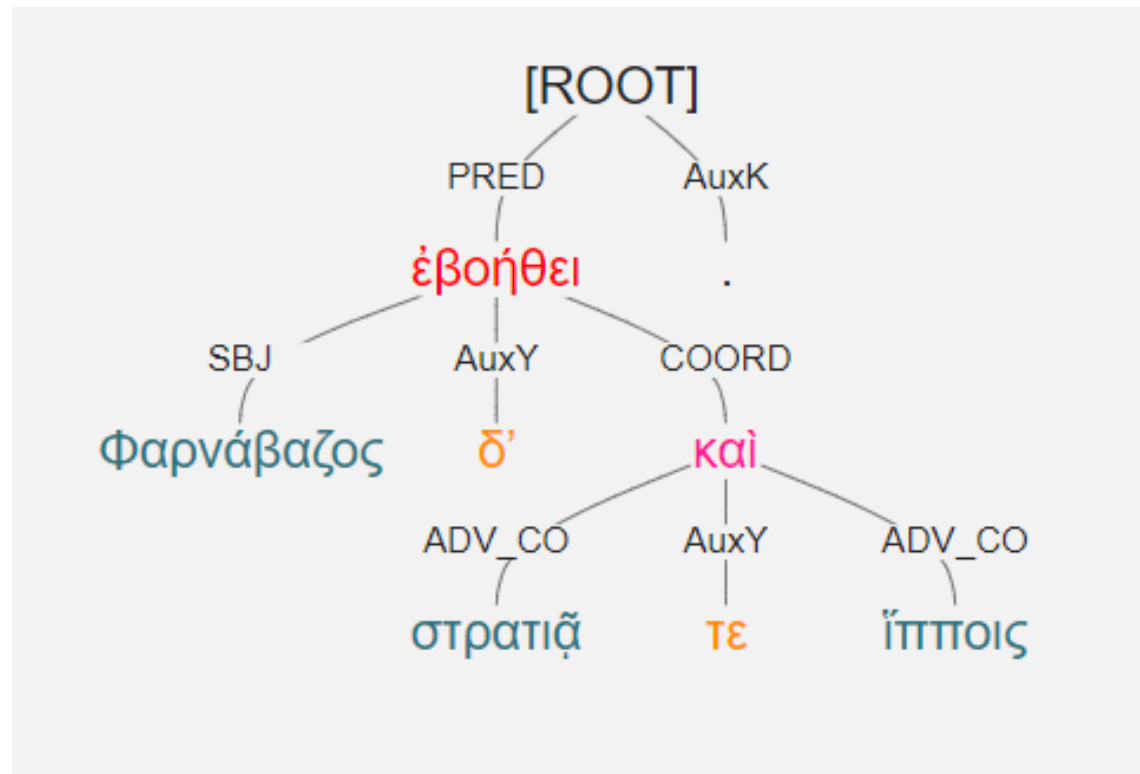 [ROOT]
PRED AuxK
ἐβοήθει .
SBJ AuxY COORD
Φαρνάβαζος δ’ καὶ
ADV_CO AuxY ADV_CO
στρατιᾷ τε ἵπποις